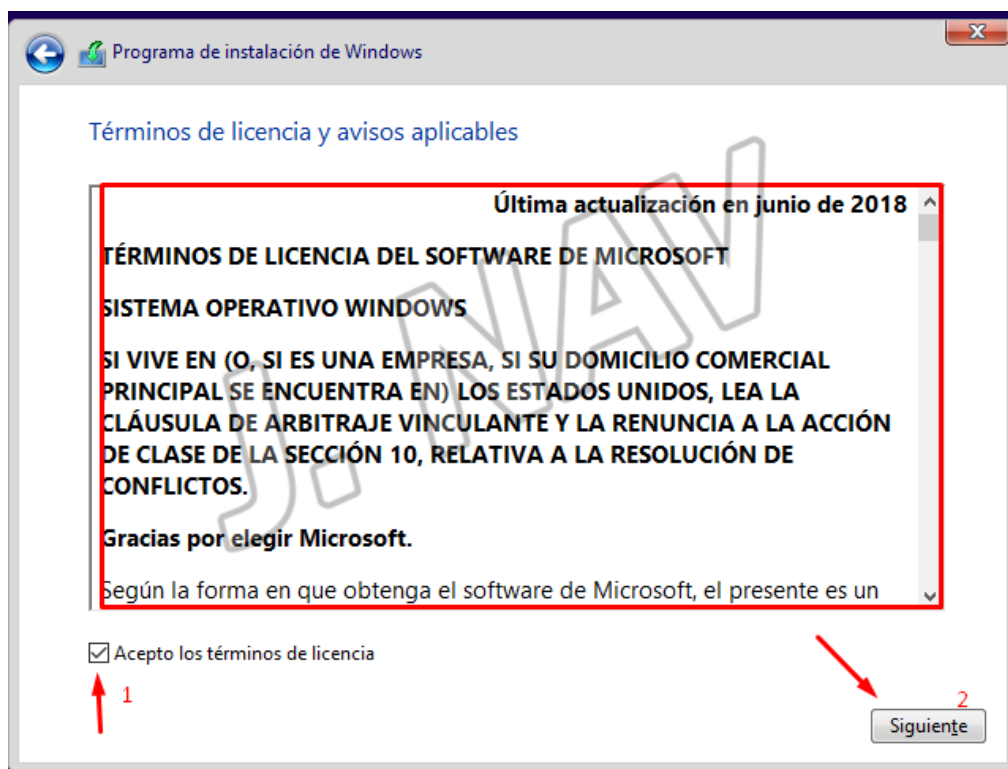 Programa de instalación de Windows
Términos de licencia y avisos aplicables
Última actualización en junio de 2018
TÉRMINOS DE LICENCIA DEL SOFTWARE DE MICROSOFT
SISTEMA OPERATIVO WINDOWS
SI VIVE EN (O, SI ES UNA EMPRESA, SI SU DOMICILIO COMERCIAL
PRINCIPAL SE ENCUENTRA EN) LOS ESTADOS UNIDOS, LEA LA
CLÁUSULA DE ARBITRAJE VINCULANTE Y LA RENUNCIA A LA ACCIÓN
DE CLASE DE LA SECCIÓN 10, RELATIVA A LA RESOLUCIÓN DE
CONFLICTOS.
Gracias por elegir Microsoft.
Según la forma en que obtenga el software de Microsoft, el presente es un
J. NAV
Acepto los términos de licencia
1
2
Siguiente